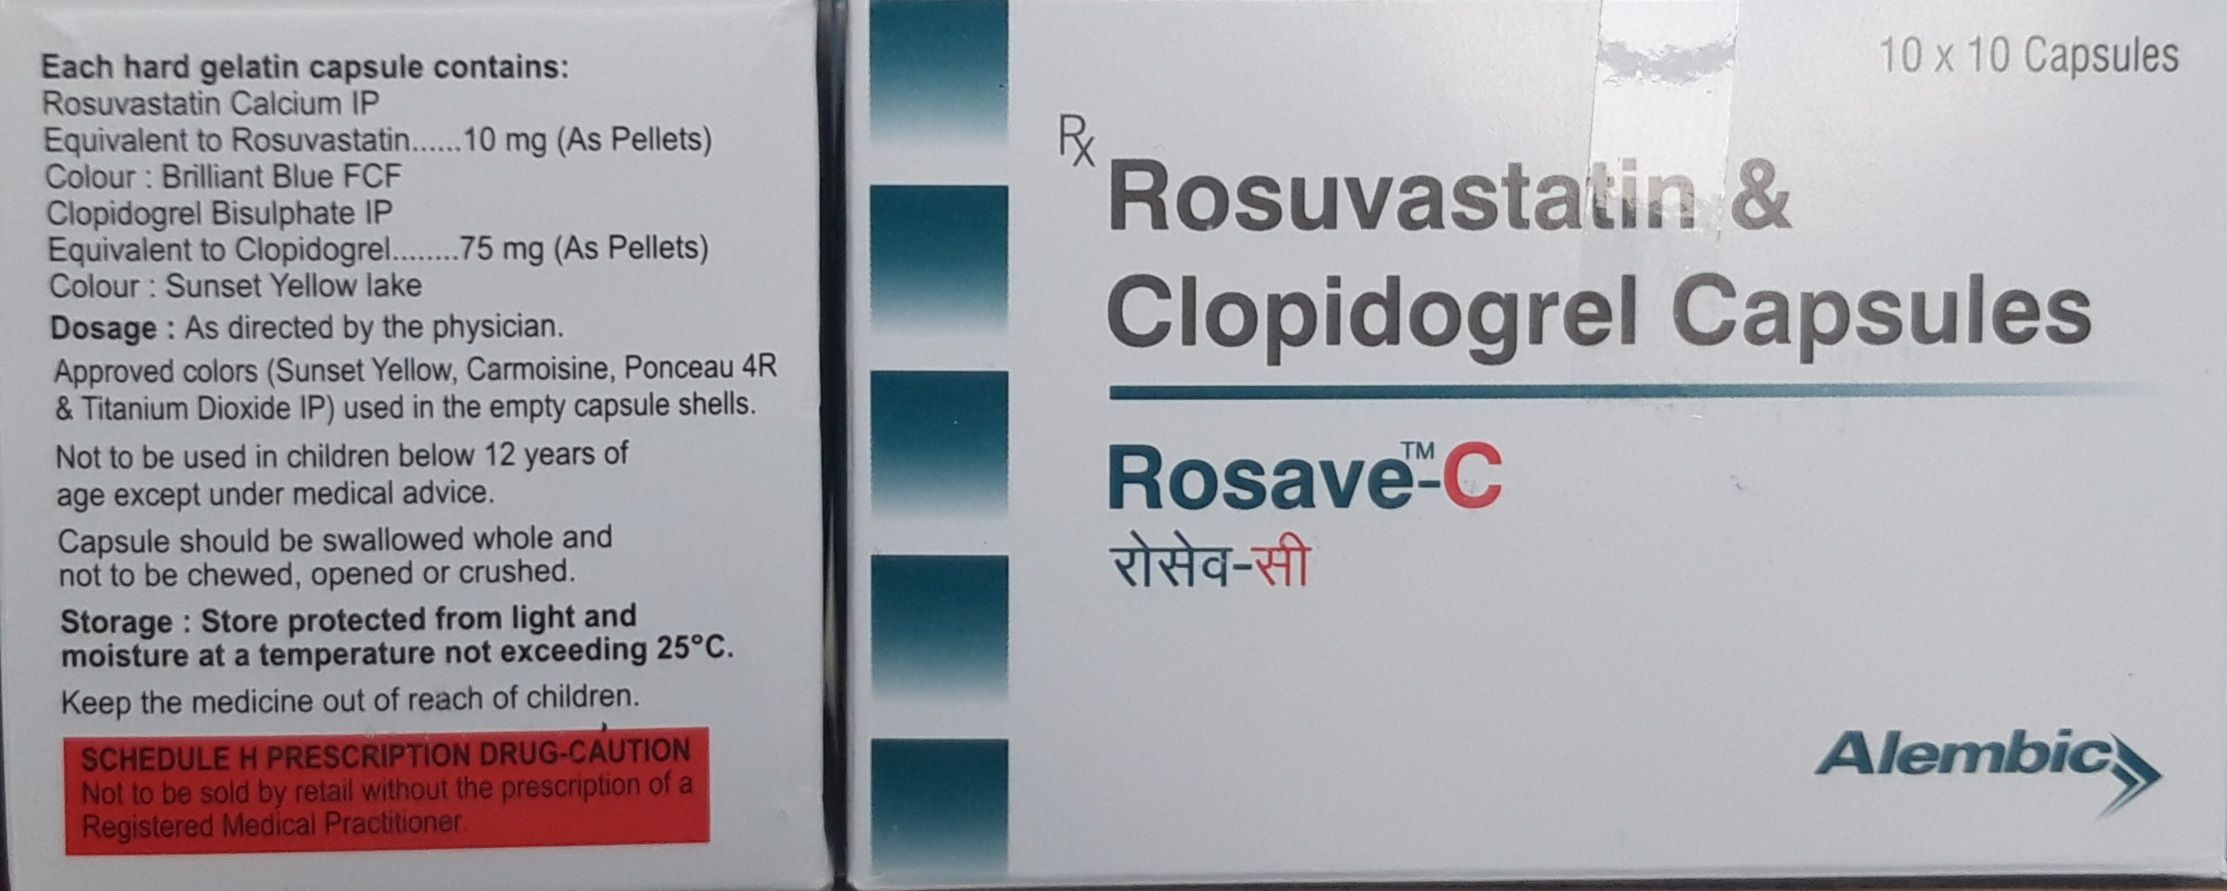 Each hard gelatin capsule contains:
Rosuvastatin Calcium IP
Equivalent to Rosuvastatin......10 mg (As Pellets)
Colour : Brilliant Blue FCF
Clopidogrel Bisulphate IP
Equivalent to Clopidogrel........75 mg (As Pellets)
Colour : Sunset Yellow lake
Dosage : As directed by the physician.
Approved colors (Sunset Yellow, Carmoisine, Ponceau 4R
& Titanium Dioxide IP) used in the empty capsule shells.
Not to be used in children below 12 years of
age except under medical advice.
Capsule should be swallowed whole and
not to be chewed, opened or crushed.
Storage : Store protected from light and
moisture at a temperature not exceeding 25°C.
Keep the medicine out of reach of children.
SCHEDULE H PRESCRIPTION DRUG-CAUTION
Not to be sold by retail without the prescription of a
Registered Medical Practitioner.
10 x 10 Capsules
Rx
Rosuvastatin &
Clopidogrel Capsules
Rosave™-C
रोसेव-सी
Alembic